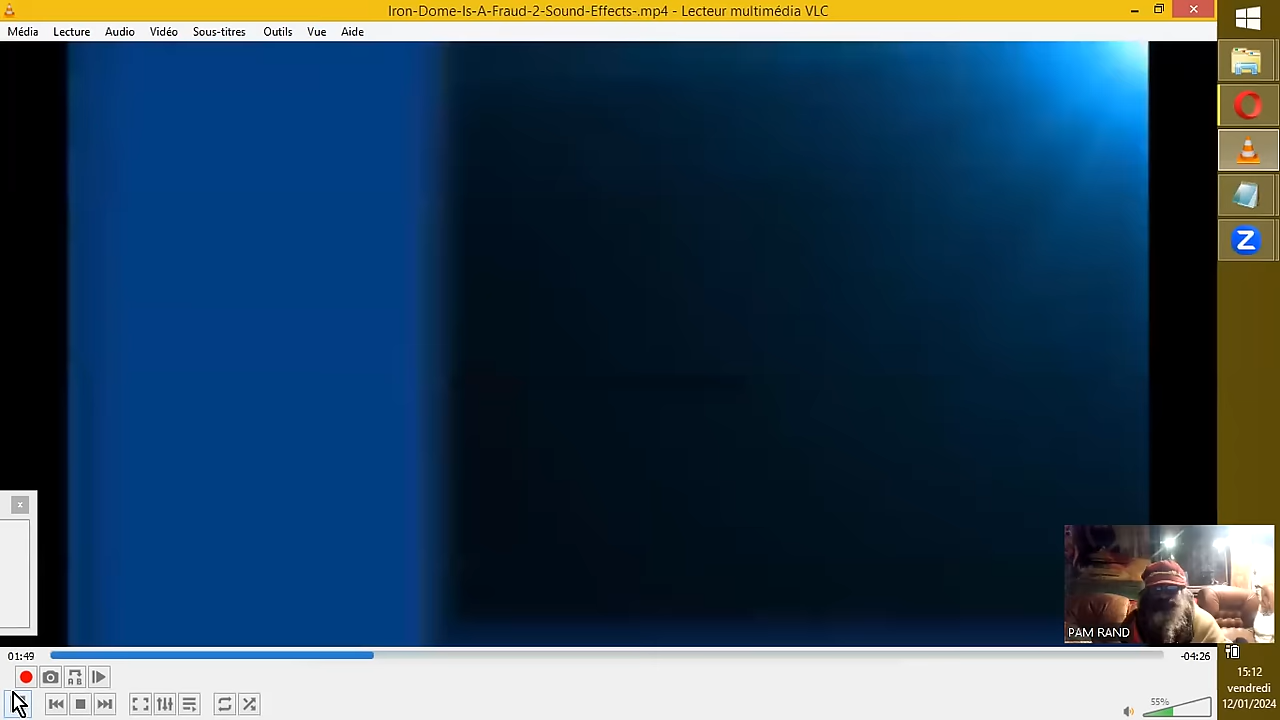 Iron-Dome-Is-A-Fraud-2-Sound-Effects-.mp4 - Lecteur multimédia VLC
Média Lecture Audio Vidéo Sous-titres Outils Vue Aide
x
PAM RAND
01:49 -04:26
A B
55%
15:12
vendredi
12/01/2024